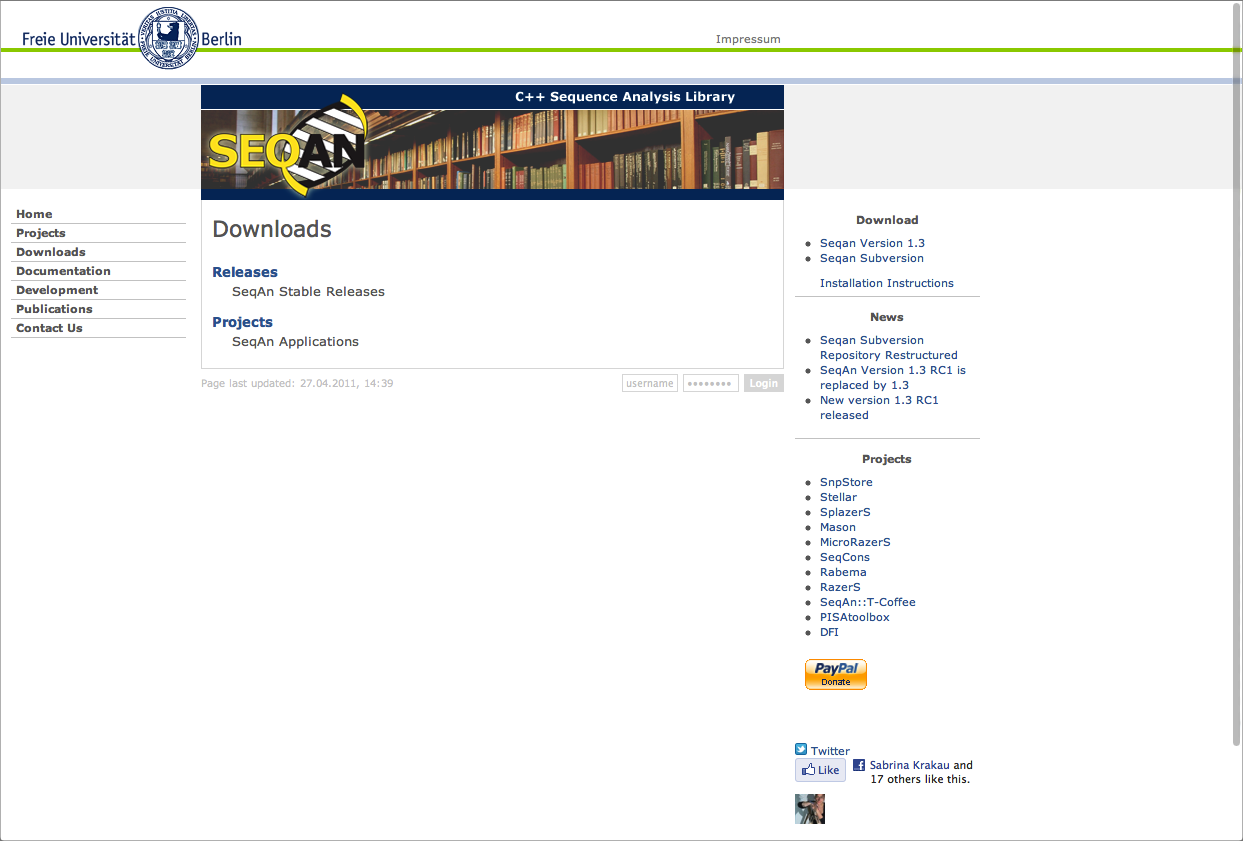 Freie Universität Berlin
Impressum
C++ Sequence Analysis Library
SEQAN
Home
Projects
Downloads
Documentation
Development
Publications
Contact Us
Downloads
Releases
SeqAn Stable Releases
Projects
SeqAn Applications
Page last updated: 27.04.2011, 14:39
username
Login
Download
Seqan Version 1.3
Seqan Subversion
Installation Instructions
News
Seqan Subversion
Repository Restructured
SeqAn Version 1.3 RC1 is
replaced by 1.3
New version 1.3 RC1
released
Projects
SnpStore
Stellar
SplazerS
Mason
MicroRazerS
SeqCons
Rabema
RazerS
SeqAn::T-Coffee
PISAtoolbox
DFI
PayPal
Donate
Twitter
Like
Sabrina Krakau and
17 others like this.